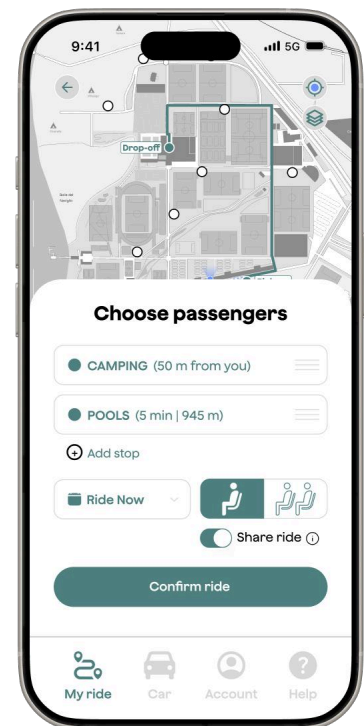 9:41
5G
Drop-off
Choose passengers
CAMPING (50 m from you)
POOLS (5 min | 945 m)
Add stop
Ride Now
Share ride
Confirm ride
My ride
Car
Account
Help